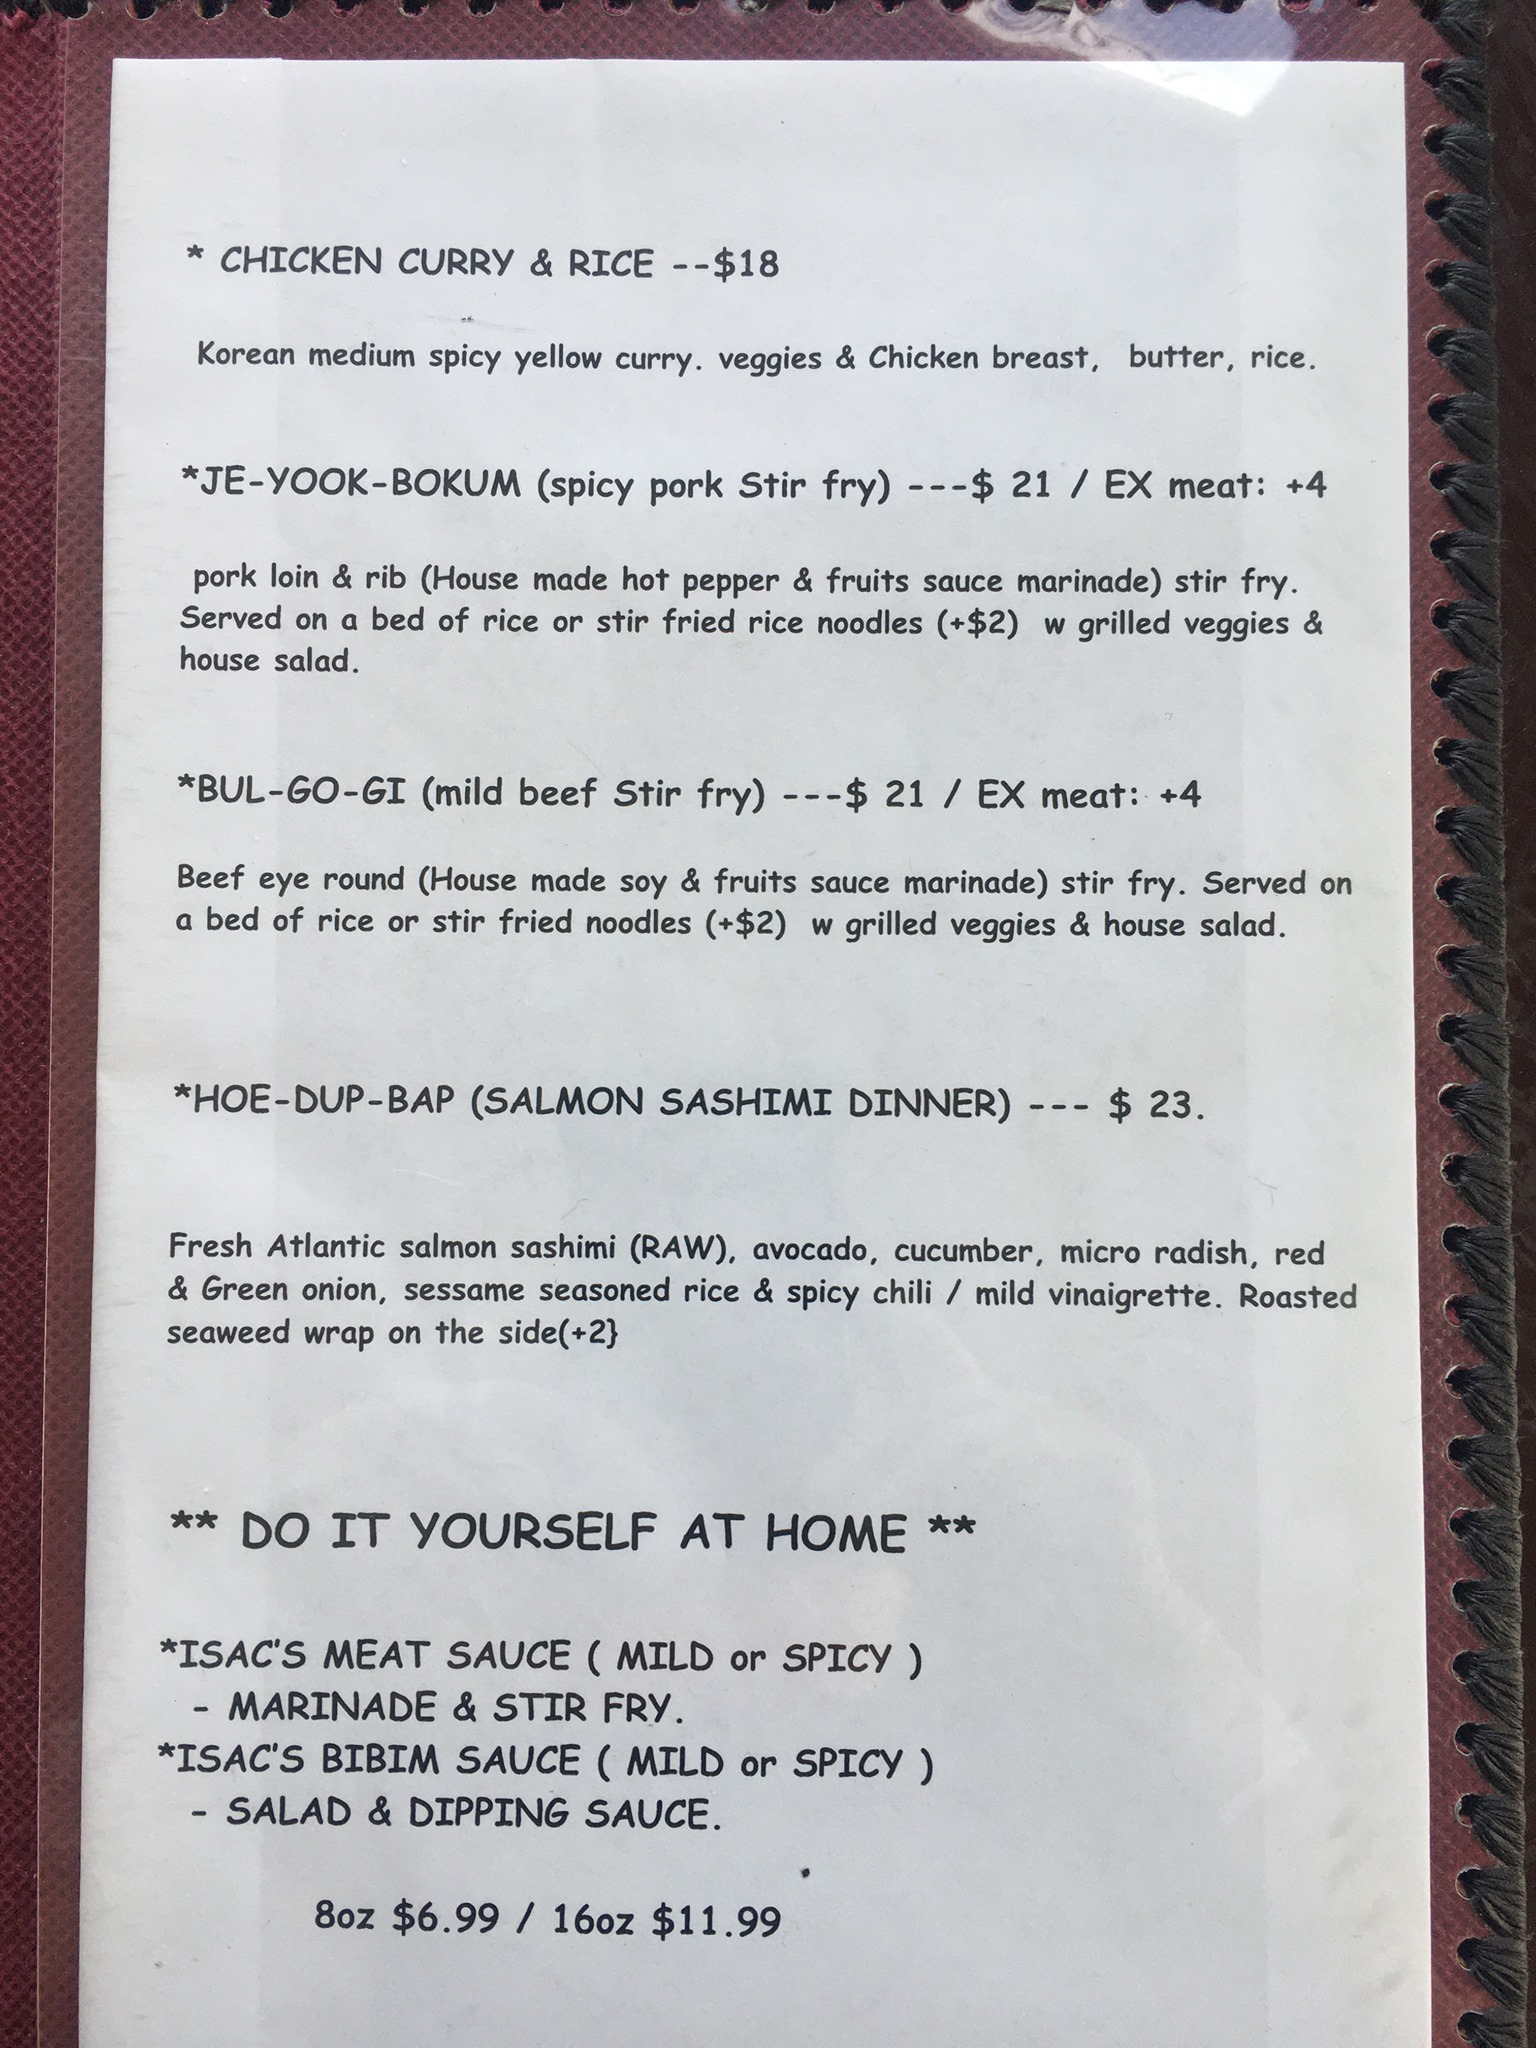 * CHICKEN CURRY & RICE --$18
Korean medium spicy yellow curry. veggies & Chicken breast, butter, rice.
*JE-YOOK-BOKUM (spicy pork Stir fry) ---$ 21 / EX meat: +4
pork loin & rib (House made hot pepper & fruits sauce marinade) stir fry.
Served on a bed of rice or stir fried rice noodles (+$2) w grilled veggies &
house salad.
*BUL-GO-GI (mild beef Stir fry) ---$ 21 / EX meat: +4
Beef eye round (House made soy & fruits sauce marinade) stir fry. Served on
a bed of rice or stir fried noodles (+$2) w grilled veggies & house salad.
*HOE-DUP-BAP (SALMON SASHIMI DINNER) --- $ 23.
Fresh Atlantic salmon sashimi (RAW), avocado, cucumber, micro radish, red
& Green onion, sessame seasoned rice & spicy chili / mild vinaigrette. Roasted
seaweed wrap on the side(+2}
** DO IT YOURSELF AT HOME **
*ISAC'S MEAT SAUCE ( MILD or SPICY )
- MARINADE & STIR FRY.
*ISAC'S BIBIM SAUCE ( MILD or SPICY )
- SALAD & DIPPING SAUCE.
8oz $6.99 / 16oz $11.99